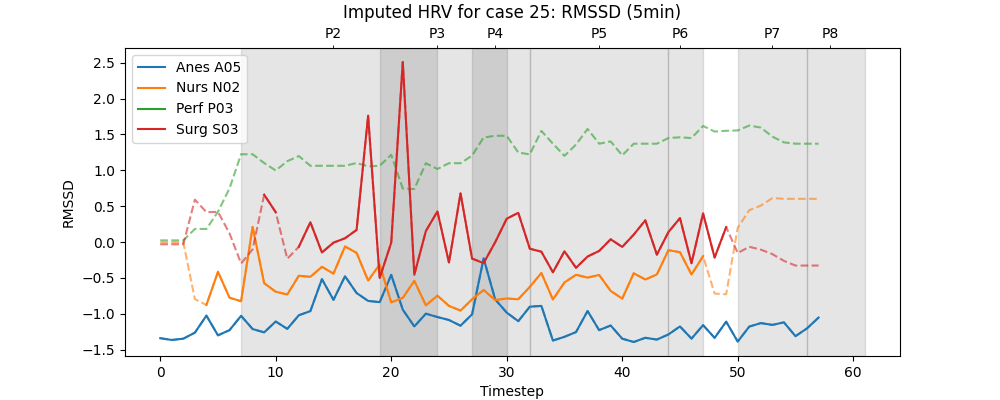 Imputed HRV for case 25: RMSSD (5min)
P2 P3 P4 P5 P6 P7 P8
Anes A05
Nurs N02
Perf P03
Surg S03
2.5
2.0
1.5
1.0
0.5
0.0
−0.5
−1.0
−1.5
RMSSD
0 10 20 30 40 50 60
Timestep